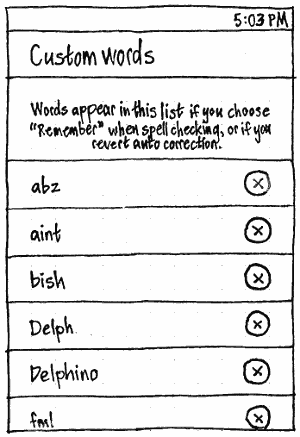 5:03 PM
Custom words
Words appear in this list if you choose
"Remember" when spell checking, or if you
revert auto correction.
abz
aint
bish
Delph
Delphino
fml